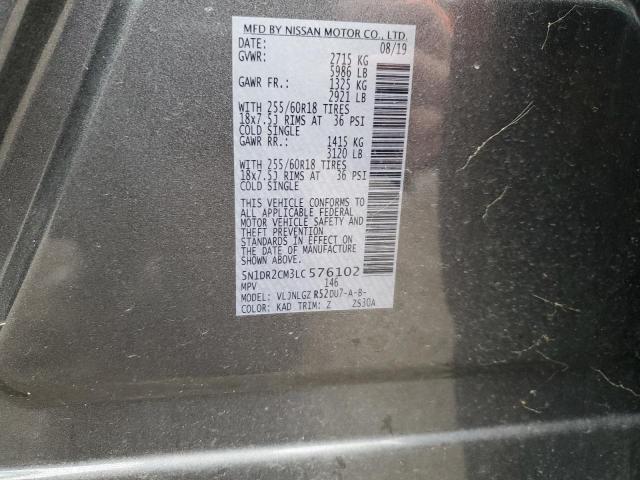 MFD BY NISSAN MOTOR CO., LTD.
DATE: 08/19
GVWR: 2715 KG
5986 LB
GAWR FR.: 1325 KG
2921 LB
WITH 255/60R18 TIRES
18x7.5J RIMS AT 36 PSI
COLD SINGLE
GAWR RR.: 1415 KG
3120 LB
WITH 255/60R18 TIRES
18x7.5J RIMS AT 36 PSI
COLD SINGLE
THIS VEHICLE CONFORMS TO
ALL APPLICABLE FEDERAL
MOTOR VEHICLE SAFETY AND
THEFT PREVENTION
STANDARDS IN EFFECT ON
THE DATE OF MANUFACTURE
SHOWN ABOVE.
5N1DR2CM3LC 576102
MPV 146
MODEL: VLJNLGZ R52DU7-A-B-
COLOR: KAD TRIM: Z ZS30A